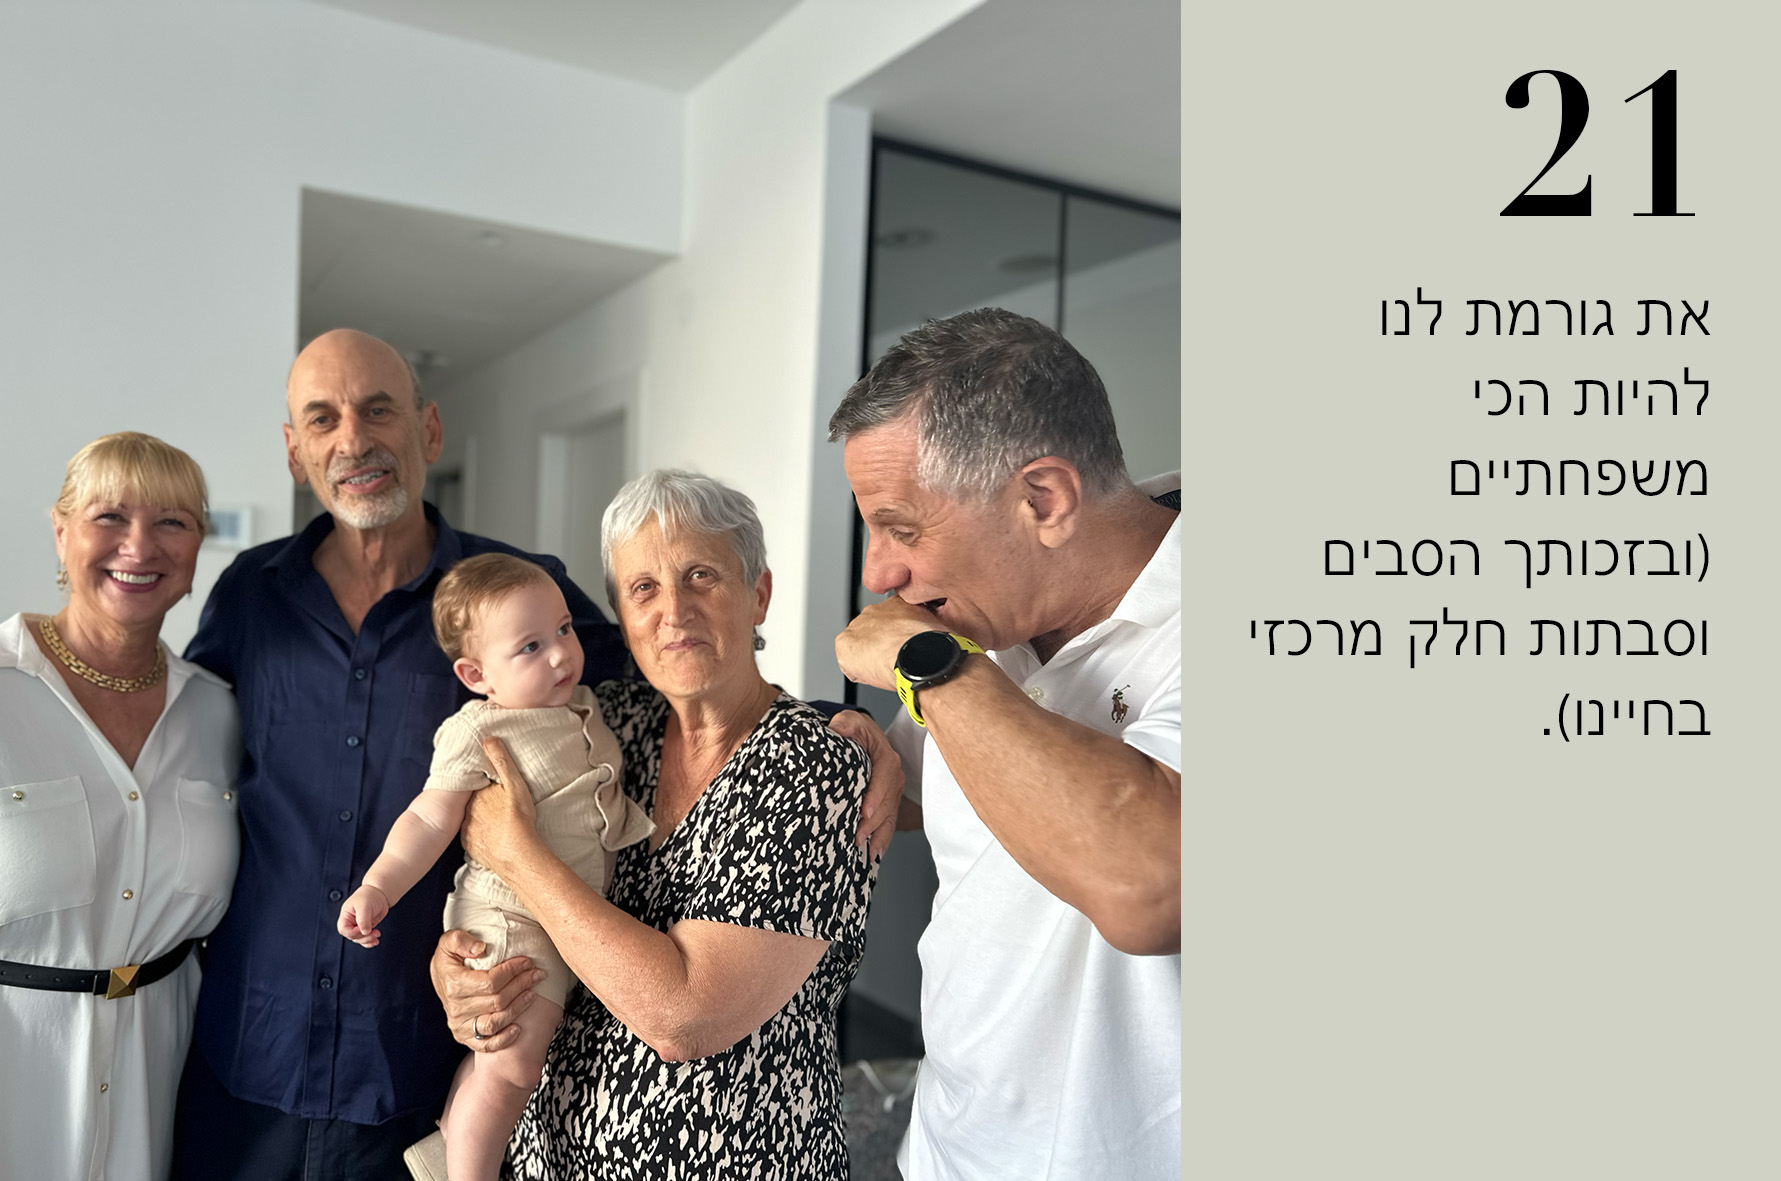 21
את גורמת לנו
להיות הכי
משפחתיים
(ובזכותך הסבים
וסבתות חלק מרכזי
בחיינו).